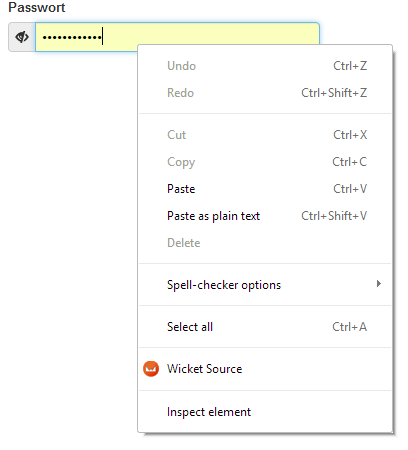 Passwort
••••••••••••
Undo Ctrl+Z
Redo Ctrl+Shift+Z
Cut Ctrl+X
Copy Ctrl+C
Paste Ctrl+V
Paste as plain text Ctrl+Shift+V
Delete
Spell-checker options
Select all Ctrl+A
Wicket Source
Inspect element